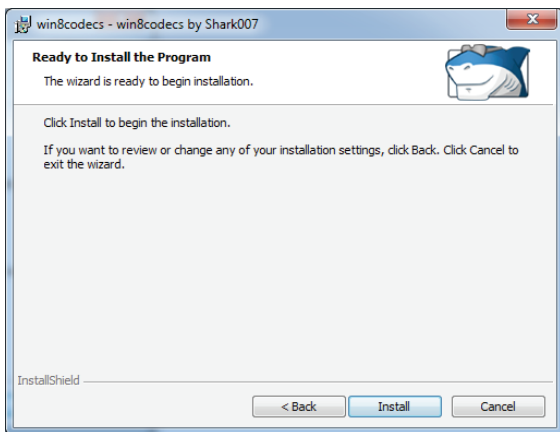 win8codecs - win8codecs by Shark007
Ready to Install the Program
The wizard is ready to begin installation.
Click Install to begin the installation.
If you want to review or change any of your installation settings, click Back. Click Cancel to
exit the wizard.
InstallShield
< Back
Install
Cancel